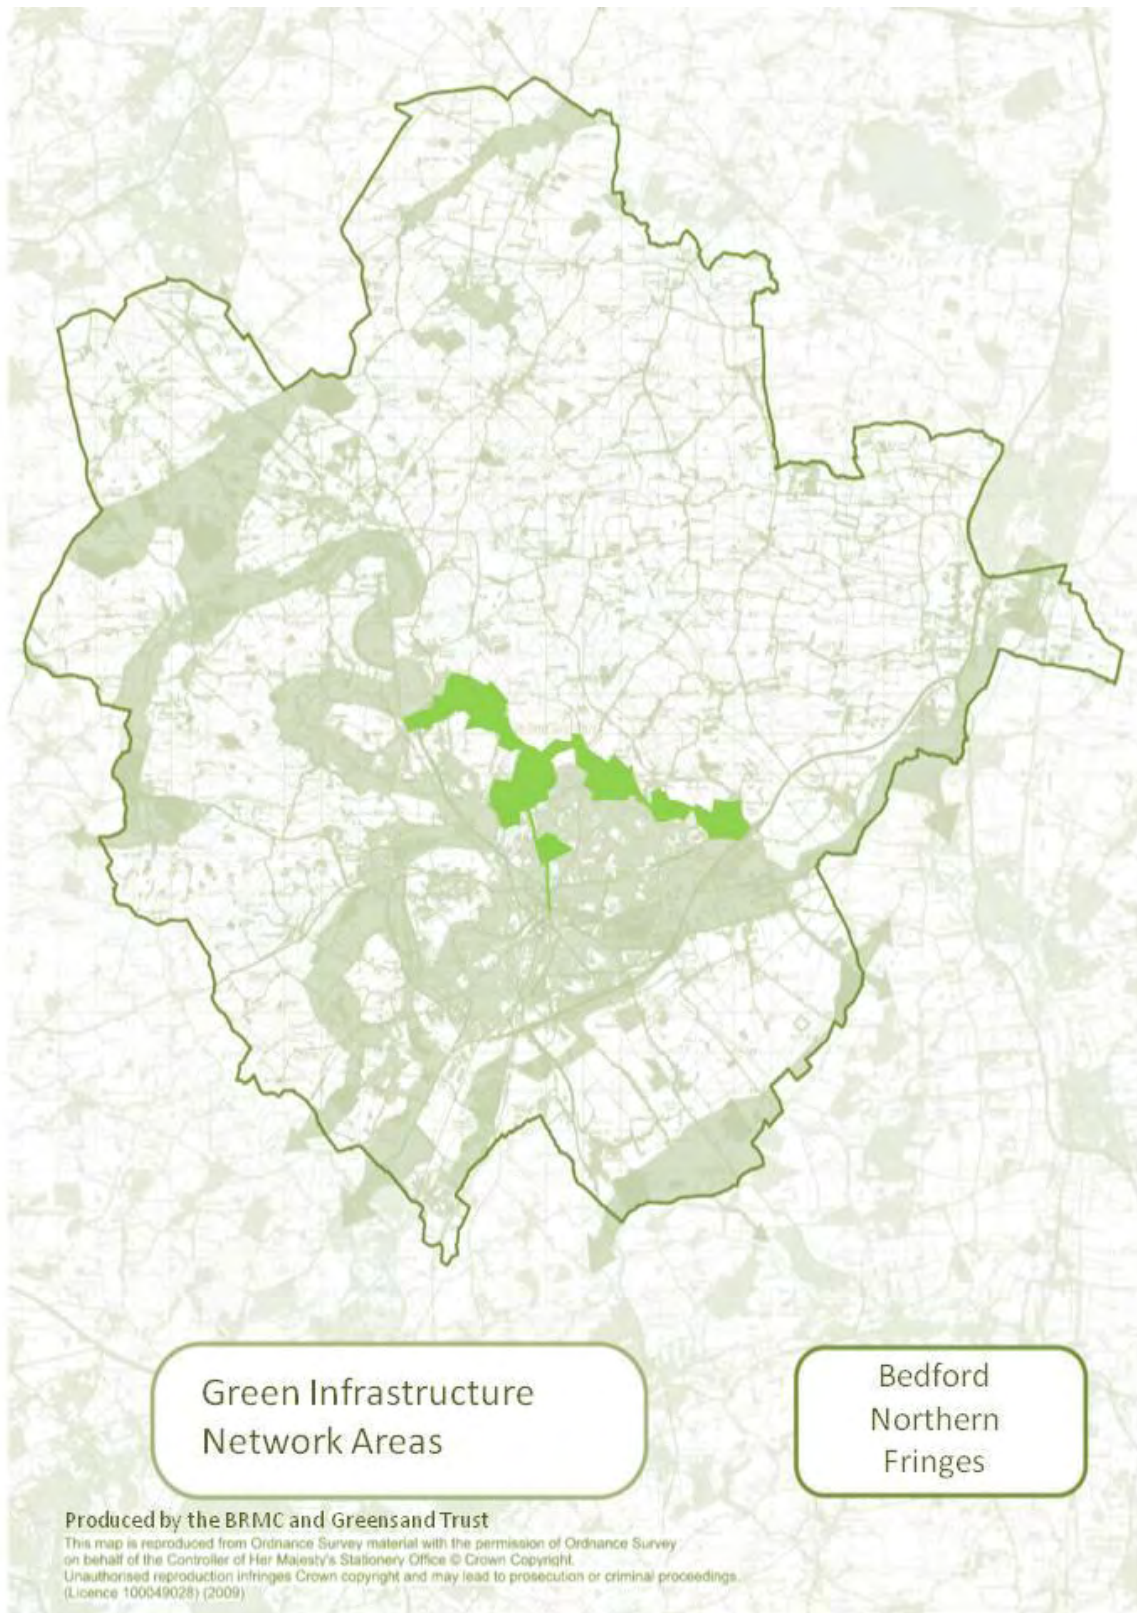 Green Infrastructure
Network Areas
Bedford
Northern
Fringes
Produced by the BRMC and Greensand Trust
This map is reproduced from Ordnance Survey material with the permission of Ordnance Survey
on behalf of the Controller of Her Majesty's Stationery Office © Crown Copyright.
Unauthorised reproduction infringes Crown copyright and may lead to prosecution or criminal proceedings.
(Licence 100049028) (2009)